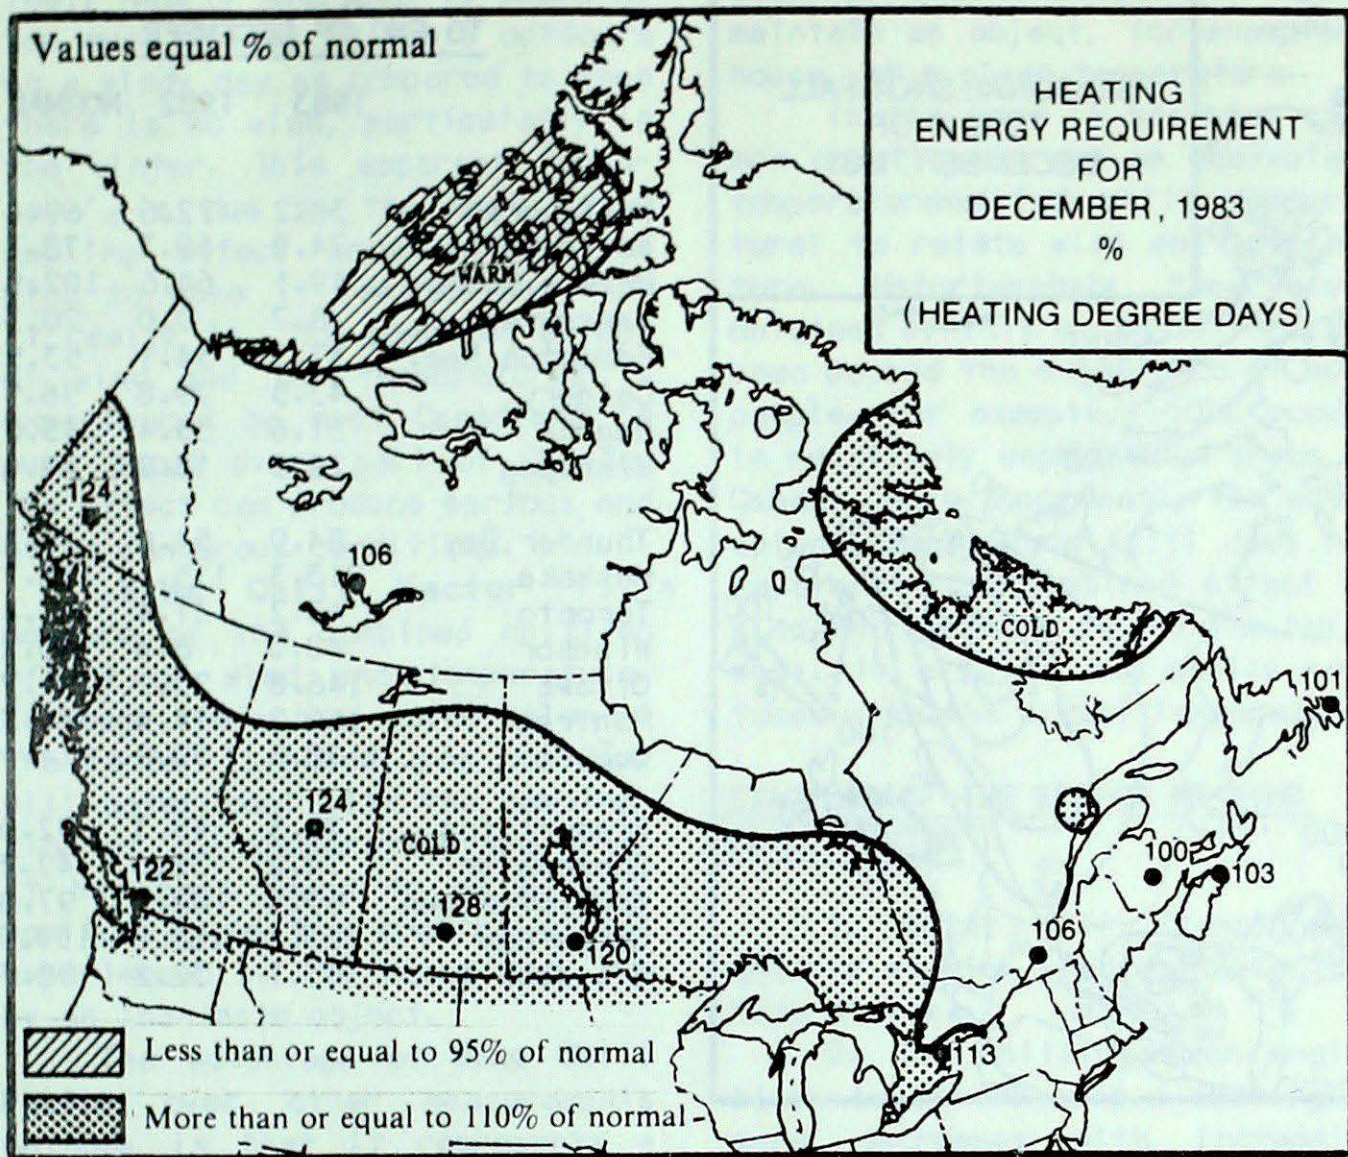 Values equal % of normal
HEATING
ENERGY REQUIREMENT
FOR
DECEMBER, 1983
%
(HEATING DEGREE DAYS)
WARM
124
106
COLD
101
124
COLD
122
128
120
100
103
106
113
Less than or equal to 95% of normal
More than or equal to 110% of normal